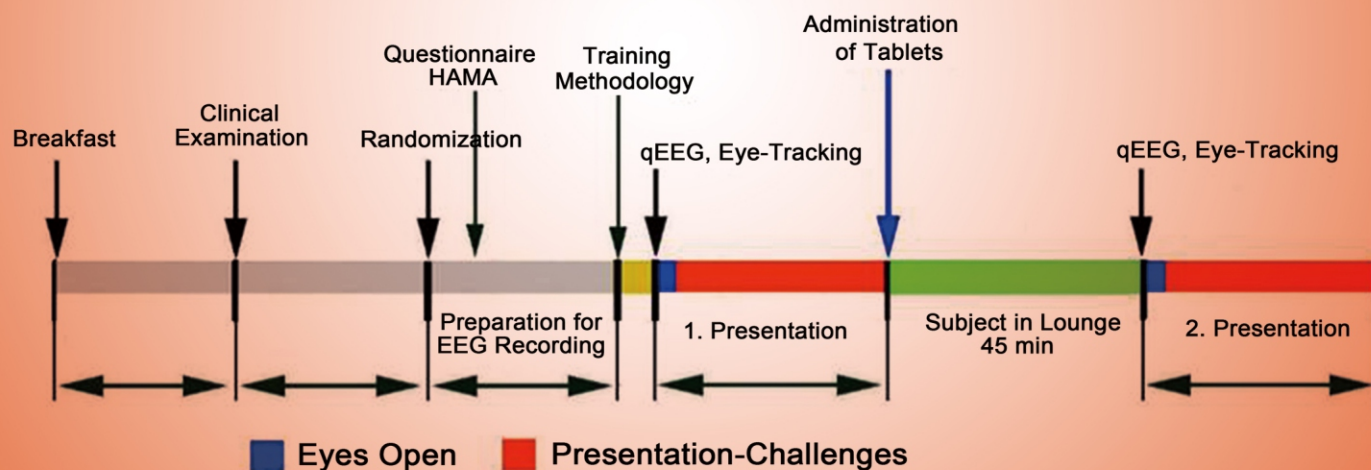 Administration
of Tablets
Questionnaire
HAMA
Training
Methodology
Clinical
Examination
Breakfast
Randomization
qEEG, Eye-Tracking
qEEG, Eye-Tracking
Preparation for
EEG Recording
1. Presentation
Subject in Lounge
45 min
2. Presentation
Eyes Open
Presentation-Challenges